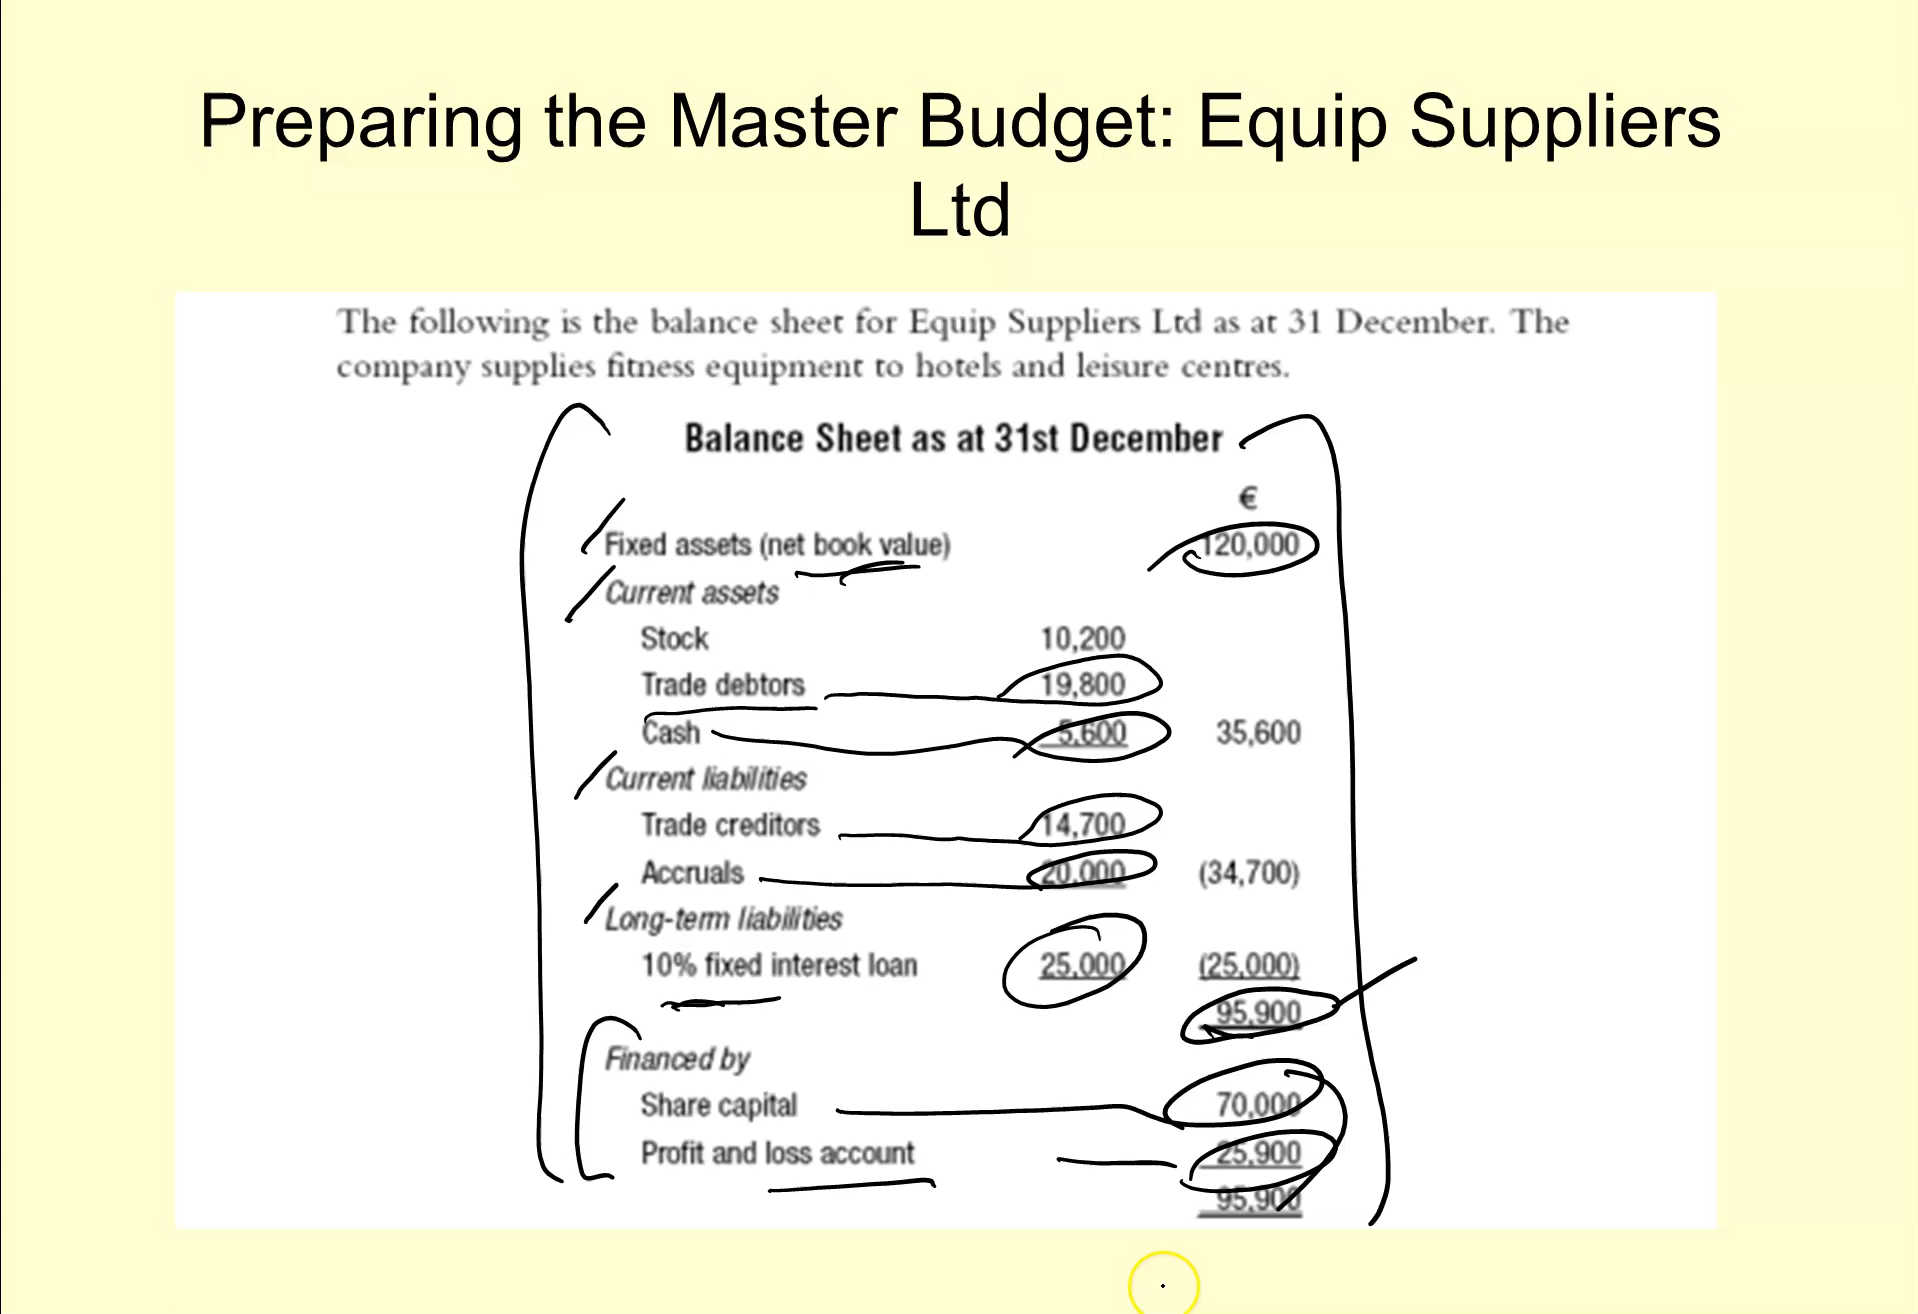 Preparing the Master Budget: Equip Suppliers
Ltd
The following is the balance sheet for Equip Suppliers Ltd as at 31 December. The
company supplies fitness equipment to hotels and leisure centres.
Balance Sheet as at 31st December
€
Fixed assets (net book value) 120,000
Current assets
Stock 10,200
Trade debtors 19,800
Cash 5,600 35,600
Current liabilities
Trade creditors 14,700
Accruals 20,000 (34,700)
Long-term liabilities
10% fixed interest loan 25,000 (25,000)
95,900
Financed by
Share capital 70,000
Profit and loss account 25,900
95,900